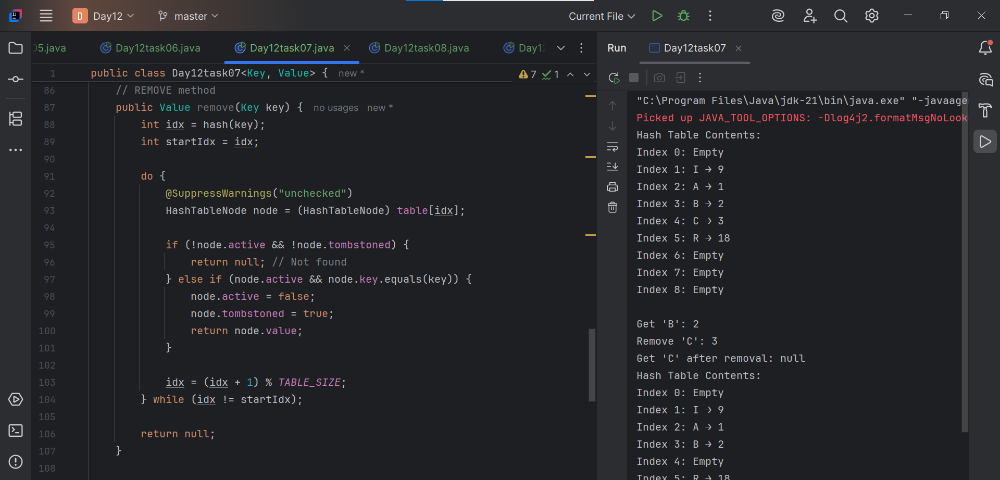 D Day12 master Current File
05.java Day12task06.java Day12task07.java Day12task08.java Day12
1 public class Day12task07<Key, Value> { new * 7 1
86 // REMOVE method
87 public Value remove(Key key) { no usages new *
88 int idx = hash(key);
89 int startIdx = idx;
90
91 do {
92 @SuppressWarnings("unchecked")
93 HashTableNode node = (HashTableNode) table[idx];
94
95 if (!node.active && !node.tombstoned) {
96 return null; // Not found
97 } else if (node.active && node.key.equals(key)) {
98 node.active = false;
99 node.tombstoned = true;
100 return node.value;
101 }
102
103 idx = (idx + 1) % TABLE_SIZE;
104 } while (idx != startIdx);
105
106 return null;
107 }
108
Run Day12task07
"C:\Program Files\Java\jdk-21\bin\java.exe" "-javaage
Picked up JAVA_TOOL_OPTIONS: -Dlog4j2.formatMsgNoLook
Hash Table Contents:
Index 0: Empty
Index 1: I → 9
Index 2: A → 1
Index 3: B → 2
Index 4: C → 3
Index 5: R → 18
Index 6: Empty
Index 7: Empty
Index 8: Empty
Get 'B': 2
Remove 'C': 3
Get 'C' after removal: null
Hash Table Contents:
Index 0: Empty
Index 1: I → 9
Index 2: A → 1
Index 3: B → 2
Index 4: Empty
Index 5: R → 18